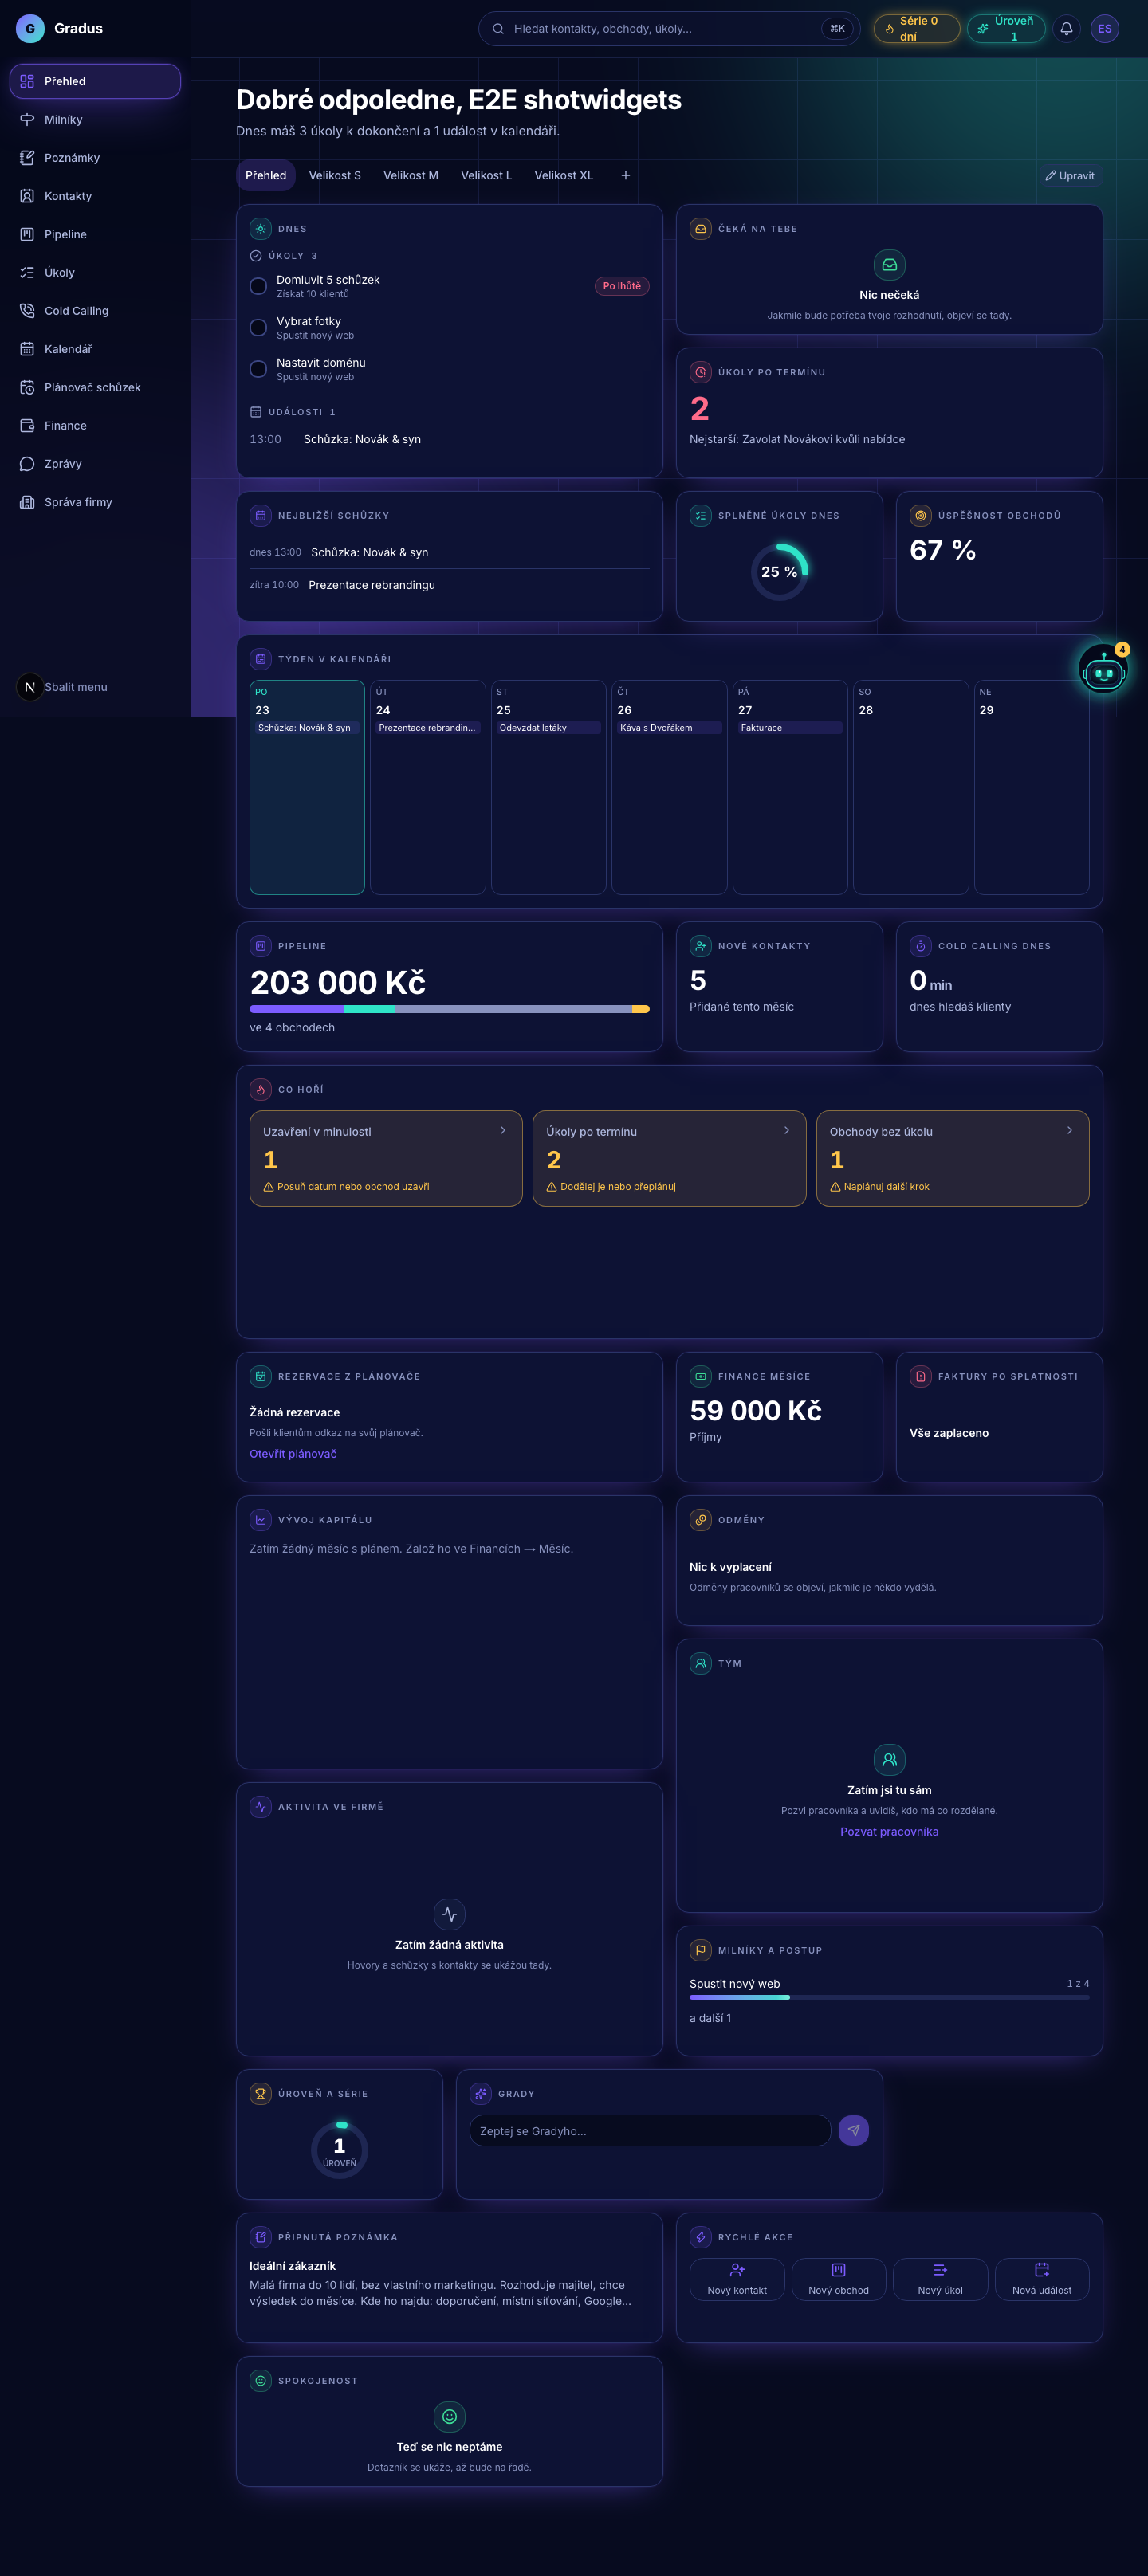 G Gradus
Hledat kontakty, obchody, úkoly...
⌘K
Série 0 dní
Úroveň 1
ES
Přehled
Milníky
Poznámky
Kontakty
Pipeline
Úkoly
Cold Calling
Kalendář
Plánovač schůzek
Finance
Zprávy
Správa firmy
N
Sbalit menu
Dobré odpoledne, E2E shotwidgets
Dnes máš 3 úkoly k dokončení a 1 událost v kalendáři.
Přehled Velikost S Velikost M Velikost L Velikost XL +
Upravit
DNES
ÚKOLY 3
Domluvit 5 schůzek
Získat 10 klientů
Po lhůtě
Vybrat fotky
Spustit nový web
Nastavit doménu
Spustit nový web
UDÁLOSTI 1
13:00 Schůzka: Novák & syn
ČEKÁ NA TEBE
Nic nečeká
Jakmile bude potřeba tvoje rozhodnutí, objeví se tady.
ÚKOLY PO TERMÍNU
2
Nejstarší: Zavolat Novákovi kvůli nabídce
NEJBLIŽŠÍ SCHŮZKY
dnes 13:00 Schůzka: Novák & syn
zítra 10:00 Prezentace rebrandingu
SPLNĚNÉ ÚKOLY DNES
25 %
ÚSPĚŠNOST OBCHODŮ
67 %
4
TÝDEN V KALENDÁŘI
PO
23
Schůzka: Novák & syn
ÚT
24
Prezentace rebrandin...
ST
25
Odevzdat letáky
ČT
26
Káva s Dvořákem
PÁ
27
Fakturace
SO
28
NE
29
PIPELINE
203 000 Kč
ve 4 obchodech
NOVÉ KONTAKTY
5
Přidané tento měsíc
COLD CALLING DNES
0 min
dnes hledáš klienty
CO HOŘÍ
Uzavření v minulosti
1
Posuň datum nebo obchod uzavři
Úkoly po termínu
2
Dodělej je nebo přeplánuj
Obchody bez úkolu
1
Naplánuj další krok
REZERVACE Z PLÁNOVAČE
Žádná rezervace
Pošli klientům odkaz na svůj plánovač.
Otevřít plánovač
FINANCE MĚSÍCE
59 000 Kč
Příjmy
FAKTURY PO SPLATNOSTI
Vše zaplaceno
VÝVOJ KAPITÁLU
Zatím žádný měsíc s plánem. Založ ho ve Financích → Měsíc.
ODMĚNY
Nic k vyplacení
Odměny pracovníků se objeví, jakmile je někdo vydělá.
TÝM
Zatím jsi tu sám
Pozvi pracovníka a uvidíš, kdo má co rozdělané.
Pozvat pracovníka
AKTIVITA VE FIRMĚ
Zatím žádná aktivita
Hovory a schůzky s kontakty se ukážou tady.
MILNÍKY A POSTUP
Spustit nový web 1 z 4
a další 1
ÚROVEŇ A SÉRIE
1
ÚROVEŇ
GRADY
Zeptej se Gradyho...
PŘIPNUTÁ POZNÁMKA
Ideální zákazník
Malá firma do 10 lidí, bez vlastního marketingu. Rozhoduje majitel, chce
výsledek do měsíce. Kde ho najdu: doporučení, místní síťování, Google...
RYCHLÉ AKCE
Nový kontakt
Nový obchod
Nový úkol
Nová událost
SPOKOJENOST
Teď se nic neptáme
Dotazník se ukáže, až bude na řadě.